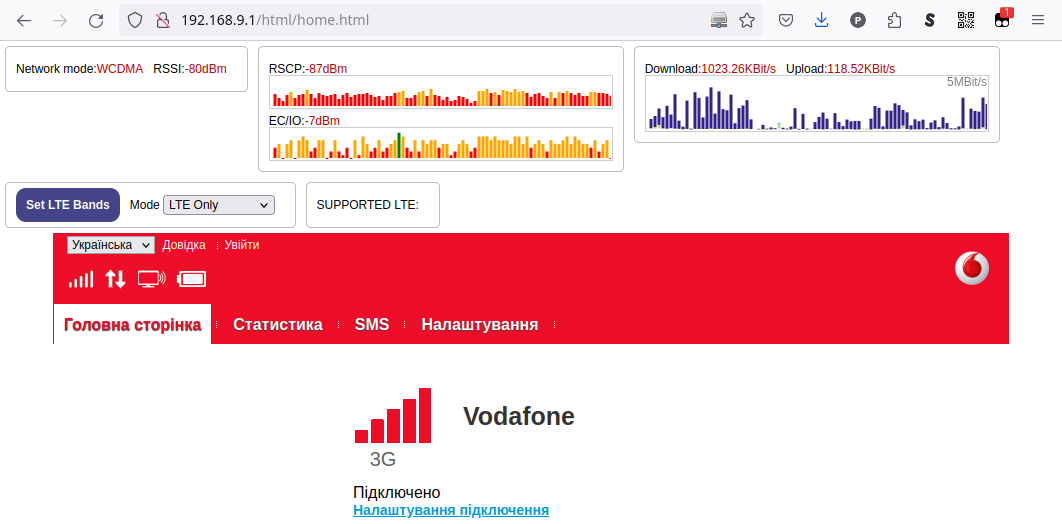 192.168.9.1/html/home.html
1
Network mode:WCDMA RSSI:-80dBm
RSCP:-87dBm
EC/IO:-7dBm
Download:1023.26KBit/s Upload:118.52KBit/s
5MBit/s
Set LTE Bands Mode LTE Only
SUPPORTED LTE:
Українська Довідка Увійти
Головна сторінка Статистика SMS Налаштування
Vodafone
3G
Підключено
Налаштування підключення